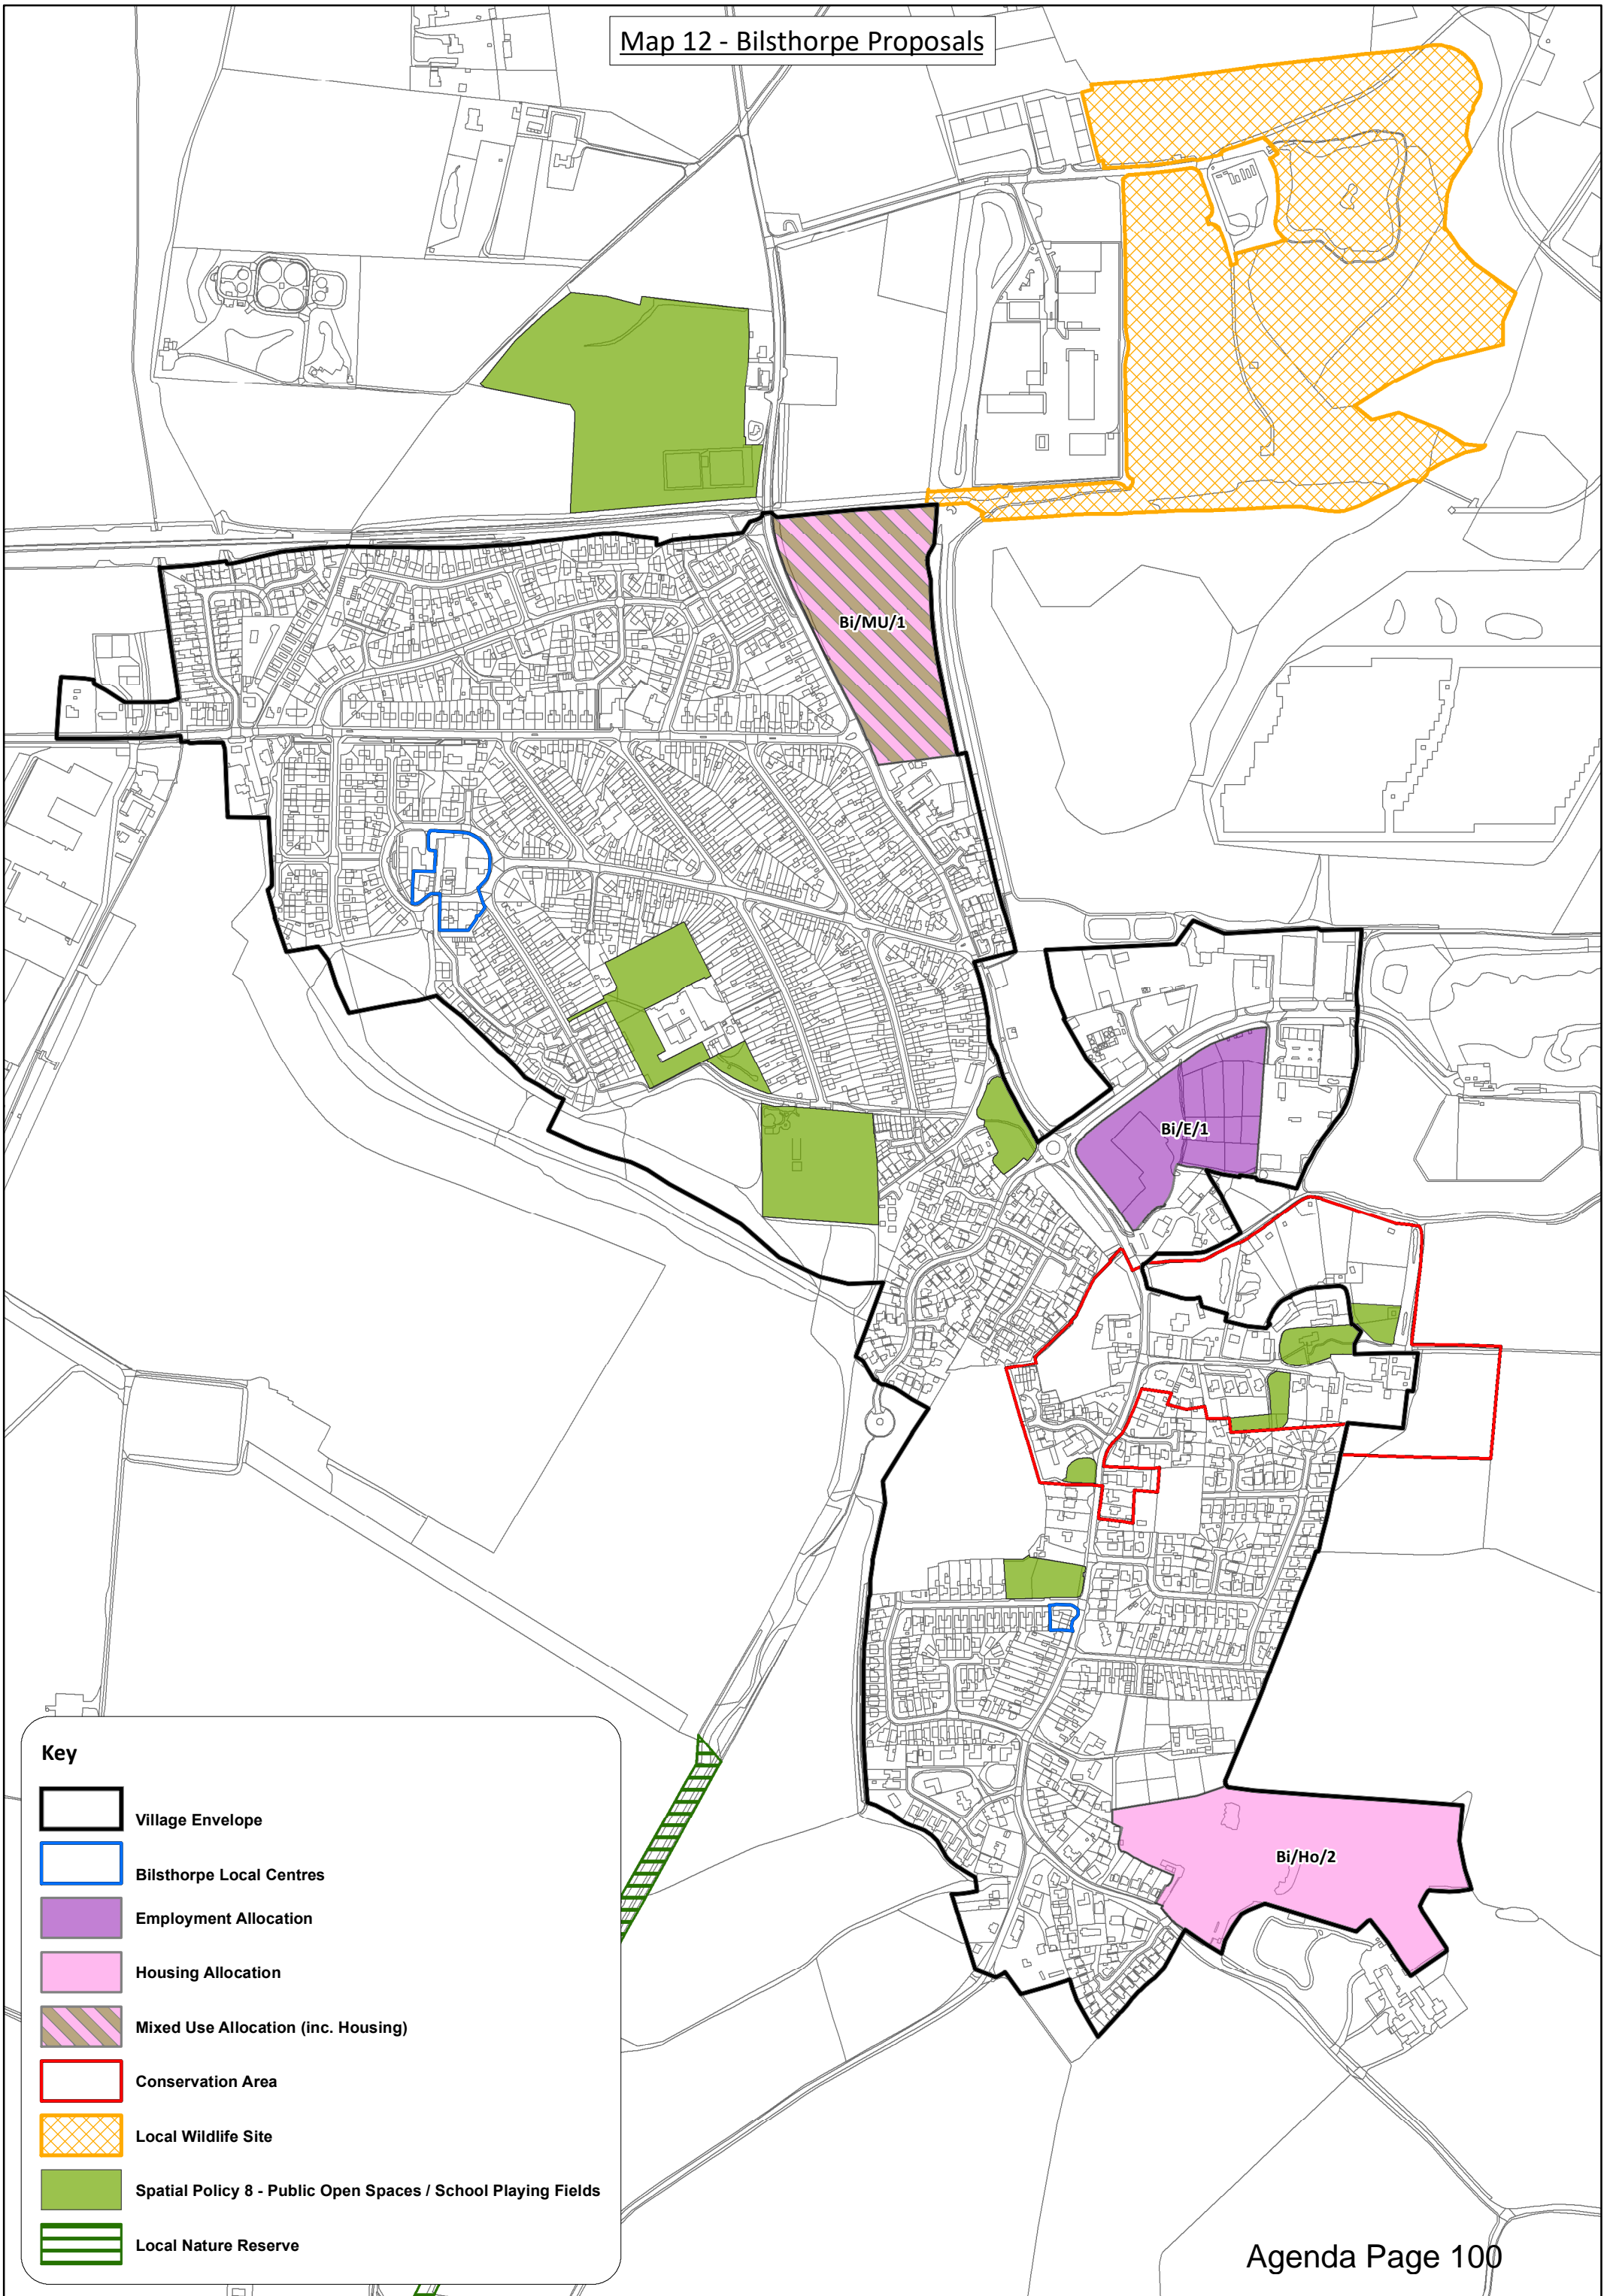 Map 12 - Bilsthorpe Proposals
Bi/MU/1
Bi/E/1
Bi/Ho/2
Key
Village Envelope
Bilsthorpe Local Centres
Employment Allocation
Housing Allocation
Mixed Use Allocation (inc. Housing)
Conservation Area
Local Wildlife Site
Spatial Policy 8 - Public Open Spaces / School Playing Fields
Local Nature Reserve
Agenda Page 100